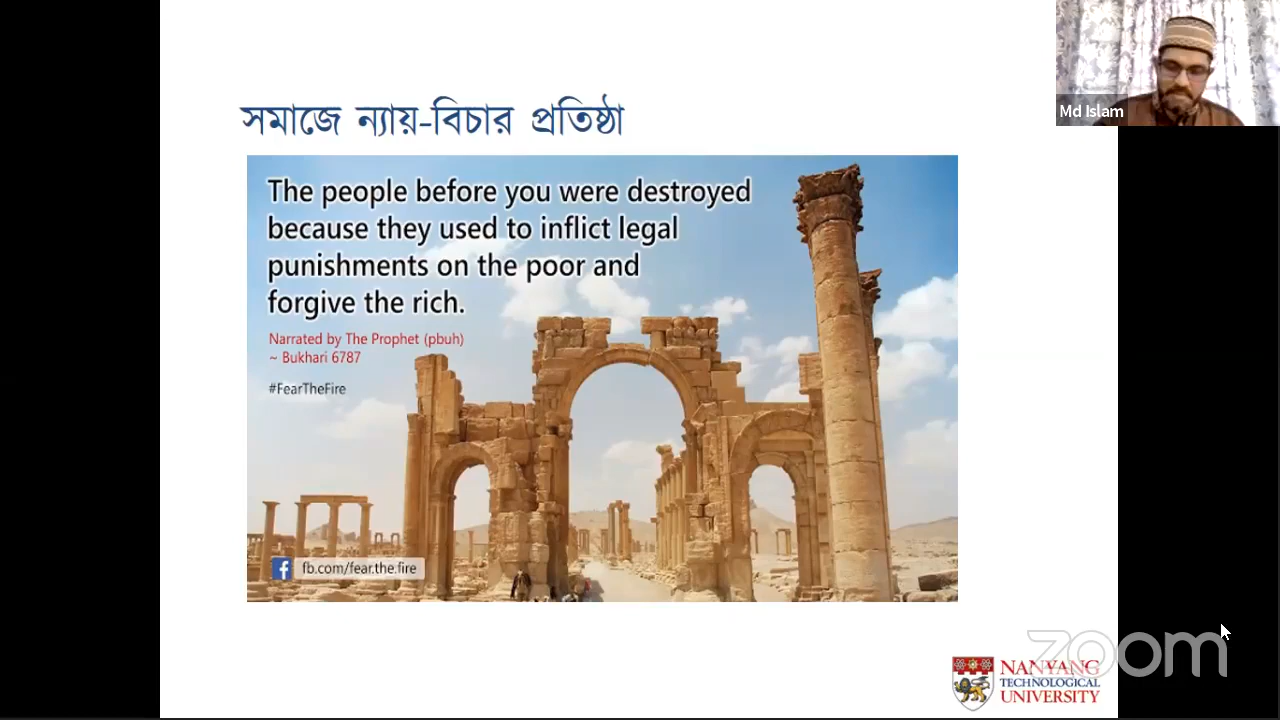 সমাজে ন্যায়-বিচার প্রতিষ্ঠা
The people before you were destroyed
because they used to inflict legal
punishments on the poor and
forgive the rich.
Narrated by The Prophet (pbuh)
~ Bukhari 6787
#FearTheFire
fb.com/fear.the.fire
Md Islam
zoom
NANYANG
TECHNOLOGICAL
UNIVERSITY